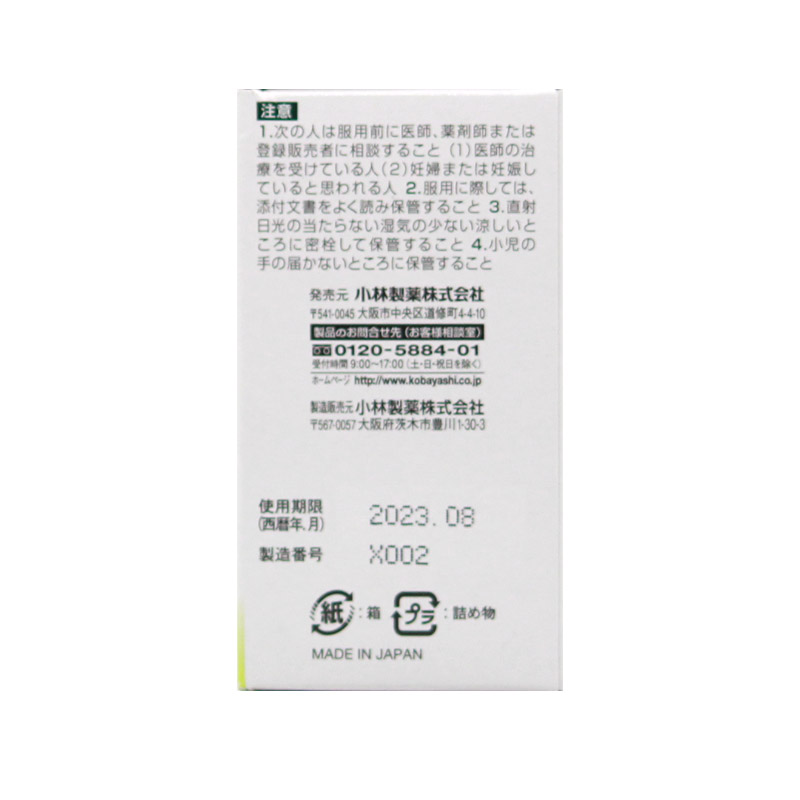 注意
1.次の人は服用前に医師、薬剤師または
登録販売者に相談すること（1）医師の治
療を受けている人（2）妊婦または妊娠し
ていると思われる人 2.服用に際しては、
添付文書をよく読み保管すること 3.直射
日光の当たらない湿気の少ない涼しいと
ころに密栓して保管すること 4.小児の
手の届かないところに保管すること
発売元 小林製薬株式会社
〒541-0045 大阪市中央区道修町4-4-10
製品のお問合せ先（お客様相談室）
0120-5884-01
受付時間 9:00〜17:00（土・日・祝日を除く）
ホームページ http://www.kobayashi.co.jp
製造販売元 小林製薬株式会社
〒567-0057 大阪府茨木市豊川1-30-3
使用期限
(西暦年、月) 2023.08
製造番号 X002
紙：箱 プラ：詰め物
MADE IN JAPAN